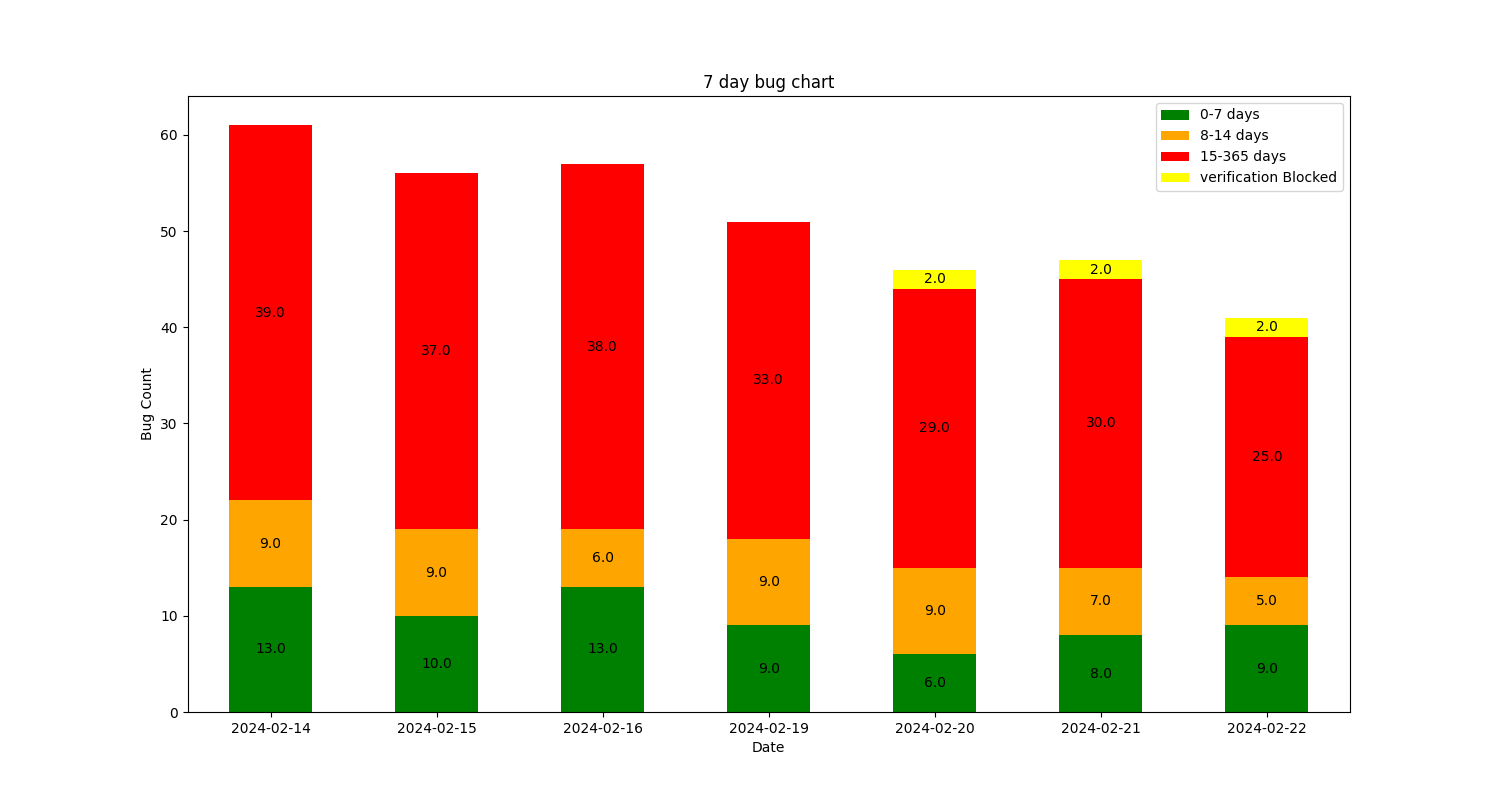 7 day bug chart
0-7 days
8-14 days
15-365 days
verification Blocked
Bug Count
60
50
40
30
20
10
0
2.0 2.0 2.0
39.0 37.0 38.0 33.0 29.0 30.0 25.0
9.0 9.0 6.0 9.0 9.0 7.0 5.0
13.0 10.0 13.0 9.0 6.0 8.0 9.0
2024-02-14 2024-02-15 2024-02-16 2024-02-19 2024-02-20 2024-02-21 2024-02-22
Date